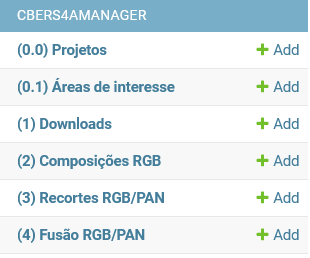 CBERS4AMANAGER
(0.0) Projetos + Add
(0.1) Áreas de interesse + Add
(1) Downloads + Add
(2) Composições RGB + Add
(3) Recortes RGB/PAN + Add
(4) Fusão RGB/PAN + Add